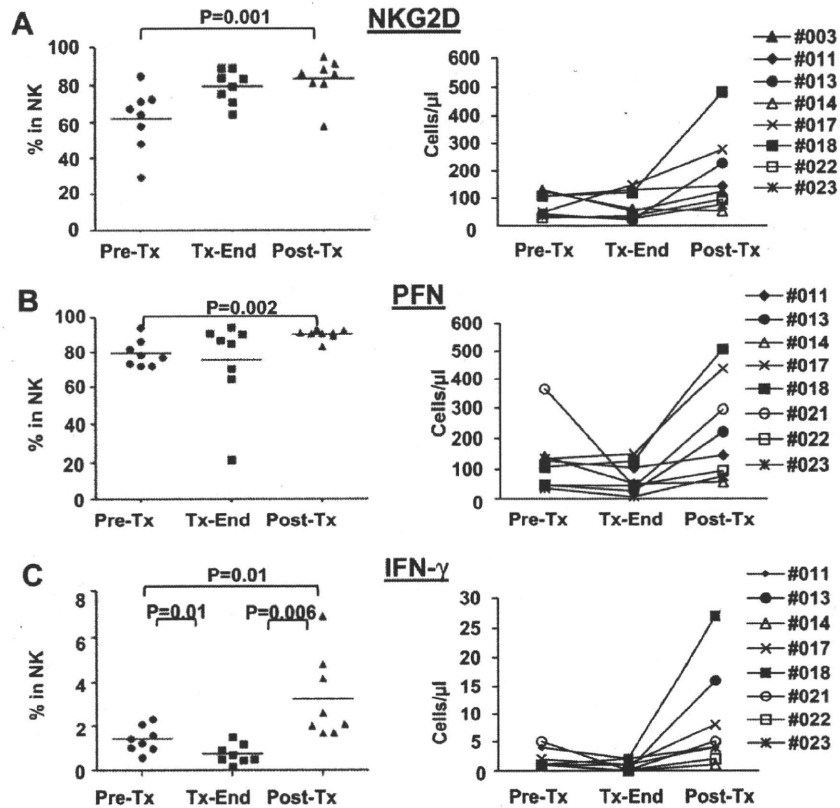 A
NKG2D
P=0.001
% in NK
100
80
60
40
20
0
Pre-Tx Tx-End Post-Tx
Cells/µl
600
500
400
300
200
100
0
Pre-Tx Tx-End Post-Tx
#003
#011
#013
#014
#017
#018
#022
#023
B
PFN
P=0.002
% in NK
100
80
60
40
20
0
Pre-Tx Tx-End Post-Tx
Cells/µl
600
500
400
300
200
100
0
Pre-Tx Tx-End Post-Tx
#011
#013
#014
#017
#018
#021
#022
#023
C
IFN-γ
P=0.01
P=0.01 P=0.006
% in NK
8
6
4
2
0
Pre-Tx Tx-End Post-Tx
Cells/µl
30
25
20
15
10
5
0
Pre-Tx Tx-End Post-Tx
#011
#013
#014
#017
#018
#021
#022
#023